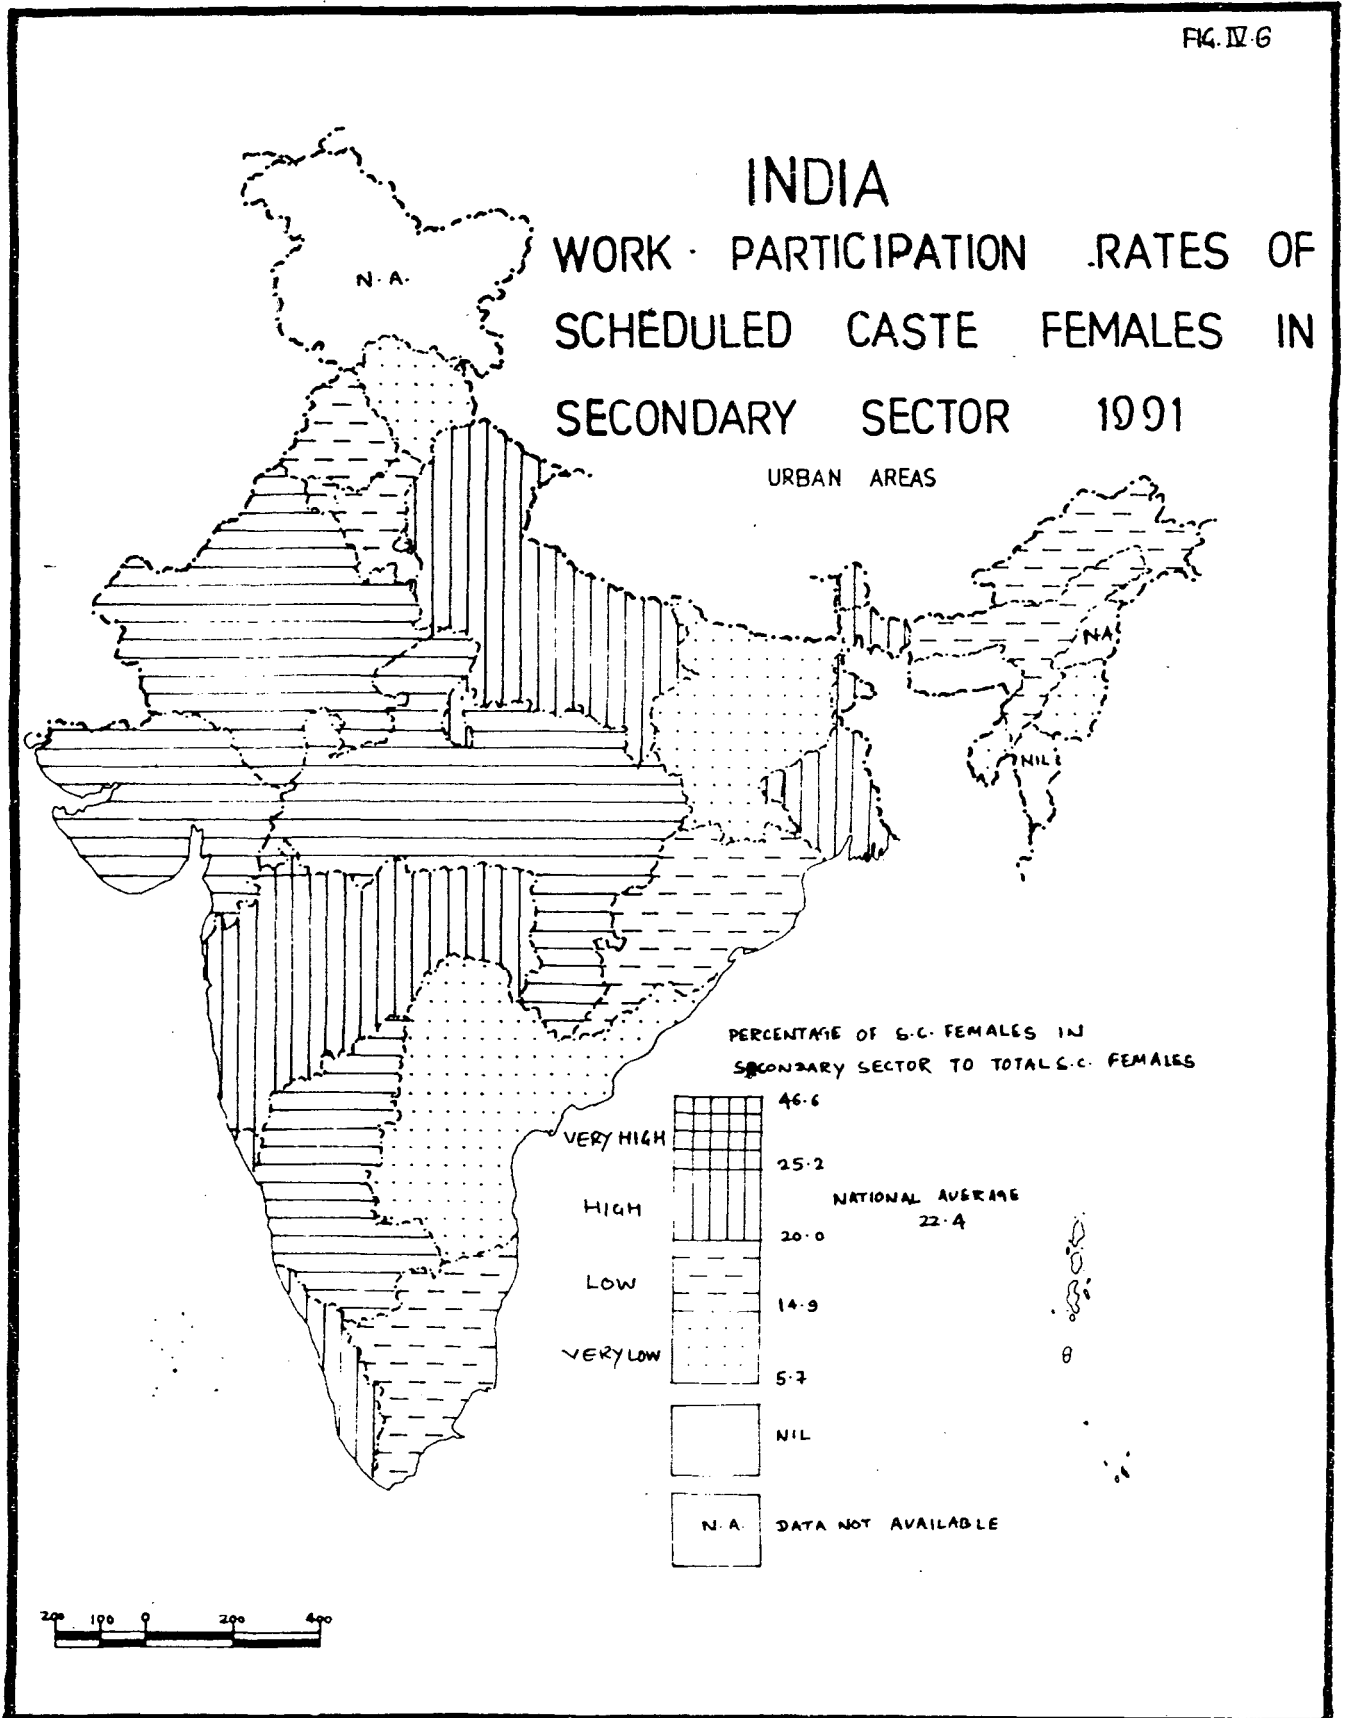 FIG. IV.6
INDIA
WORK · PARTICIPATION RATES OF
SCHEDULED CASTE FEMALES IN
SECONDARY SECTOR 1991
URBAN AREAS
N.A.
N.A
NIL
PERCENTAGE OF S.C. FEMALES IN
SECONDARY SECTOR TO TOTAL S.C. FEMALES
46.6
VERY HIGH
25.2
HIGH
NATIONAL AVERAGE
22.4
20.0
LOW
14.9
VERY LOW
5.7
NIL
N.A. DATA NOT AVAILABLE
200 100 0 200 400